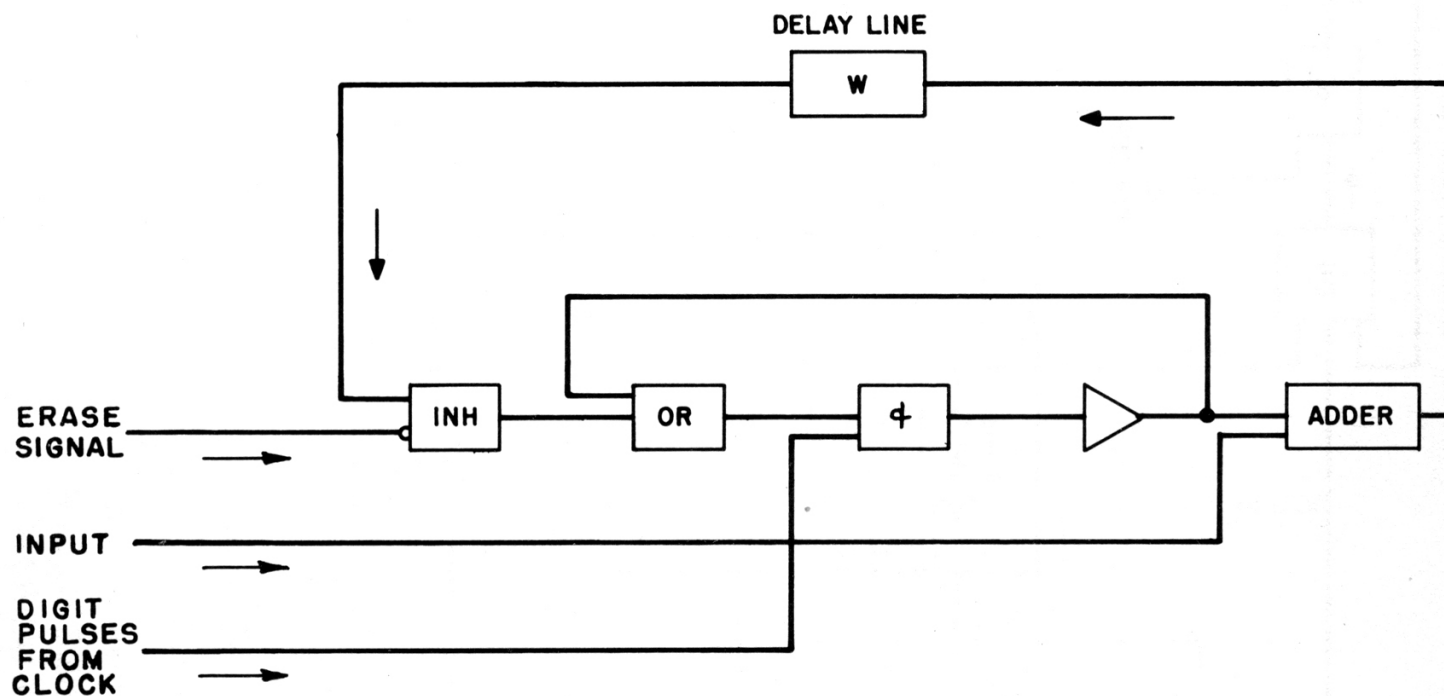 DELAY LINE
W
ERASE
SIGNAL
INH
OR
¢
ADDER
INPUT
DIGIT
PULSES
FROM
CLOCK